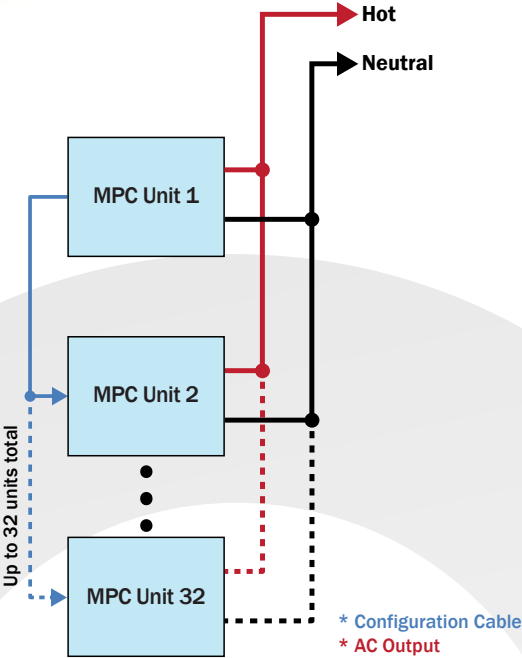 Hot
Neutral
MPC Unit 1
MPC Unit 2
Up to 32 units total
MPC Unit 32
* Configuration Cable
* AC Output